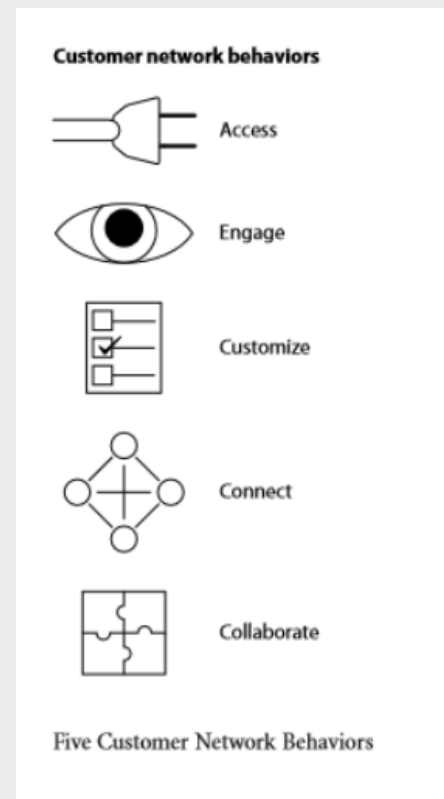 Customer network behaviors
Access
Engage
Customize
Connect
Collaborate
Five Customer Network Behaviors